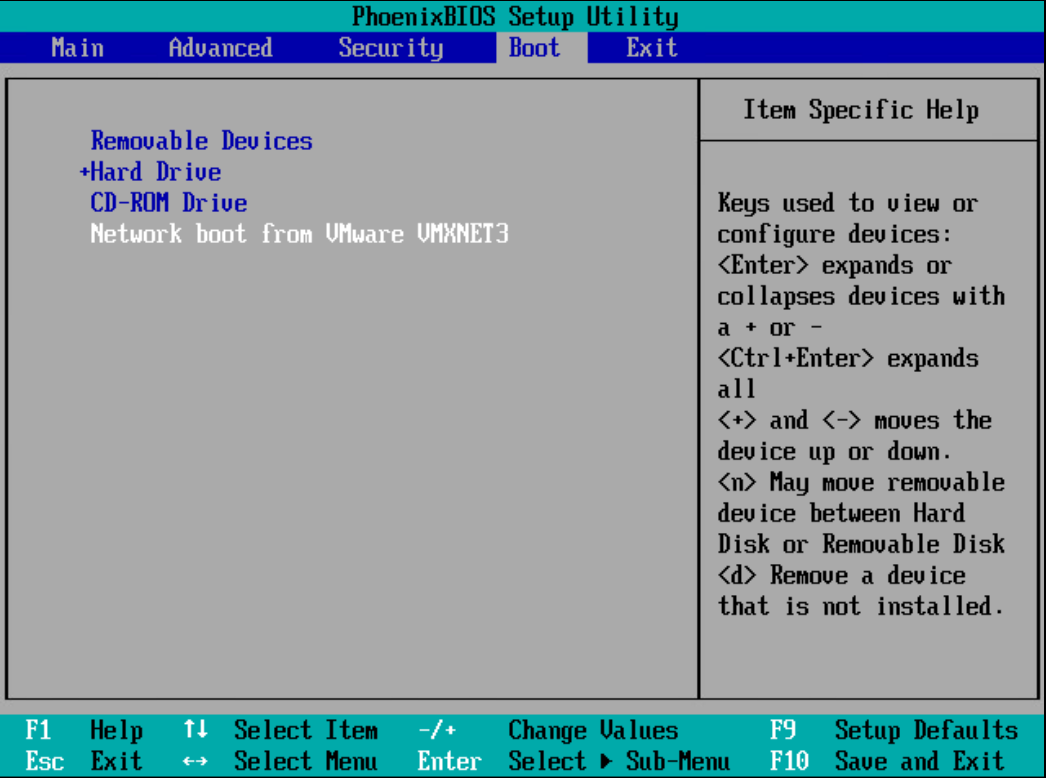 PhoenixBIOS Setup Utility
Main Advanced Security Boot Exit
Removable Devices
+Hard Drive
CD-ROM Drive
Network boot from VMware VMXNET3
Item Specific Help
Keys used to view or
configure devices:
<Enter> expands or
collapses devices with
a + or -
<Ctrl+Enter> expands
all
<+> and <-> moves the
device up or down.
<n> May move removable
device between Hard
Disk or Removable Disk
<d> Remove a device
that is not installed.
F1 Help ↑↓ Select Item -/+ Change Values F9 Setup Defaults
Esc Exit ↔ Select Menu Enter Select ▶ Sub-Menu F10 Save and Exit